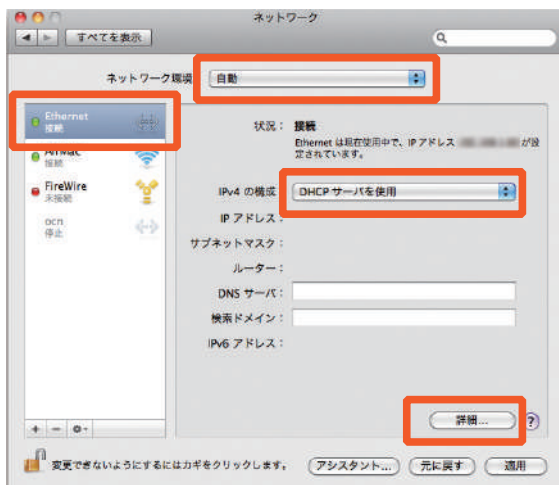 ネットワーク
すべてを表示
ネットワーク環境
自動
Ethernet
接続
AirMac
接続
FireWire
未接続
ocn
停止
状況： 接続
Ethernet は現在使用中で、IP アドレス が設
定されています。
IPv4 の構成
DHCP サーバを使用
IP アドレス：
サブネットマスク：
ルーター：
DNS サーバ：
検索ドメイン：
IPv6 アドレス：
詳細... ?
変更できないようにするにはカギをクリックします。
アシスタント... 元に戻す 適用